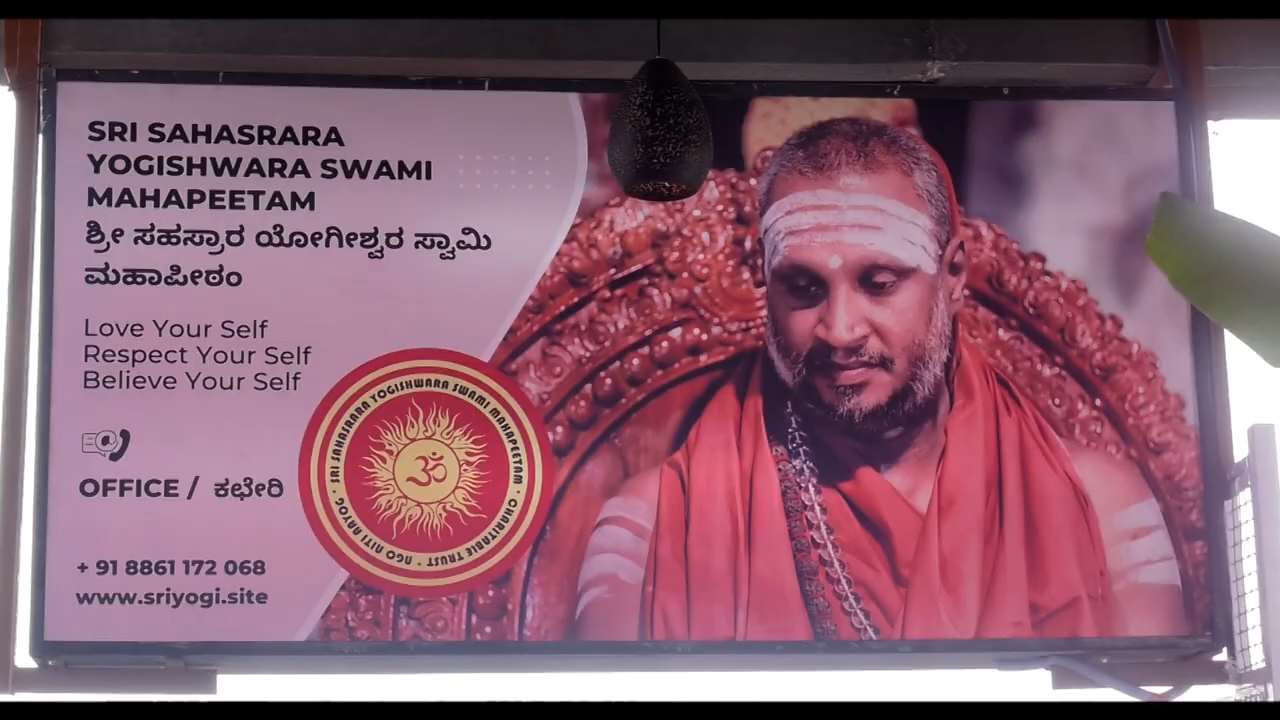 SRI SAHASRARA
YOGISHWARA SWAMI
MAHAPEETAM
ಶ್ರೀ ಸಹಸ್ರಾರ ಯೋಗೀಶ್ವರ ಸ್ವಾಮಿ
ಮಹಾಪೀಠಂ
Love Your Self
Respect Your Self
Believe Your Self
OFFICE / ಕಛೇರಿ
+ 91 8861 172 068
www.sriyogi.site
SRI SAHASRARA YOGISHWARA SWAMI MAHAPEETAM · CHARITABLE TRUST · NGO NITI AAYOG ·
ॐ